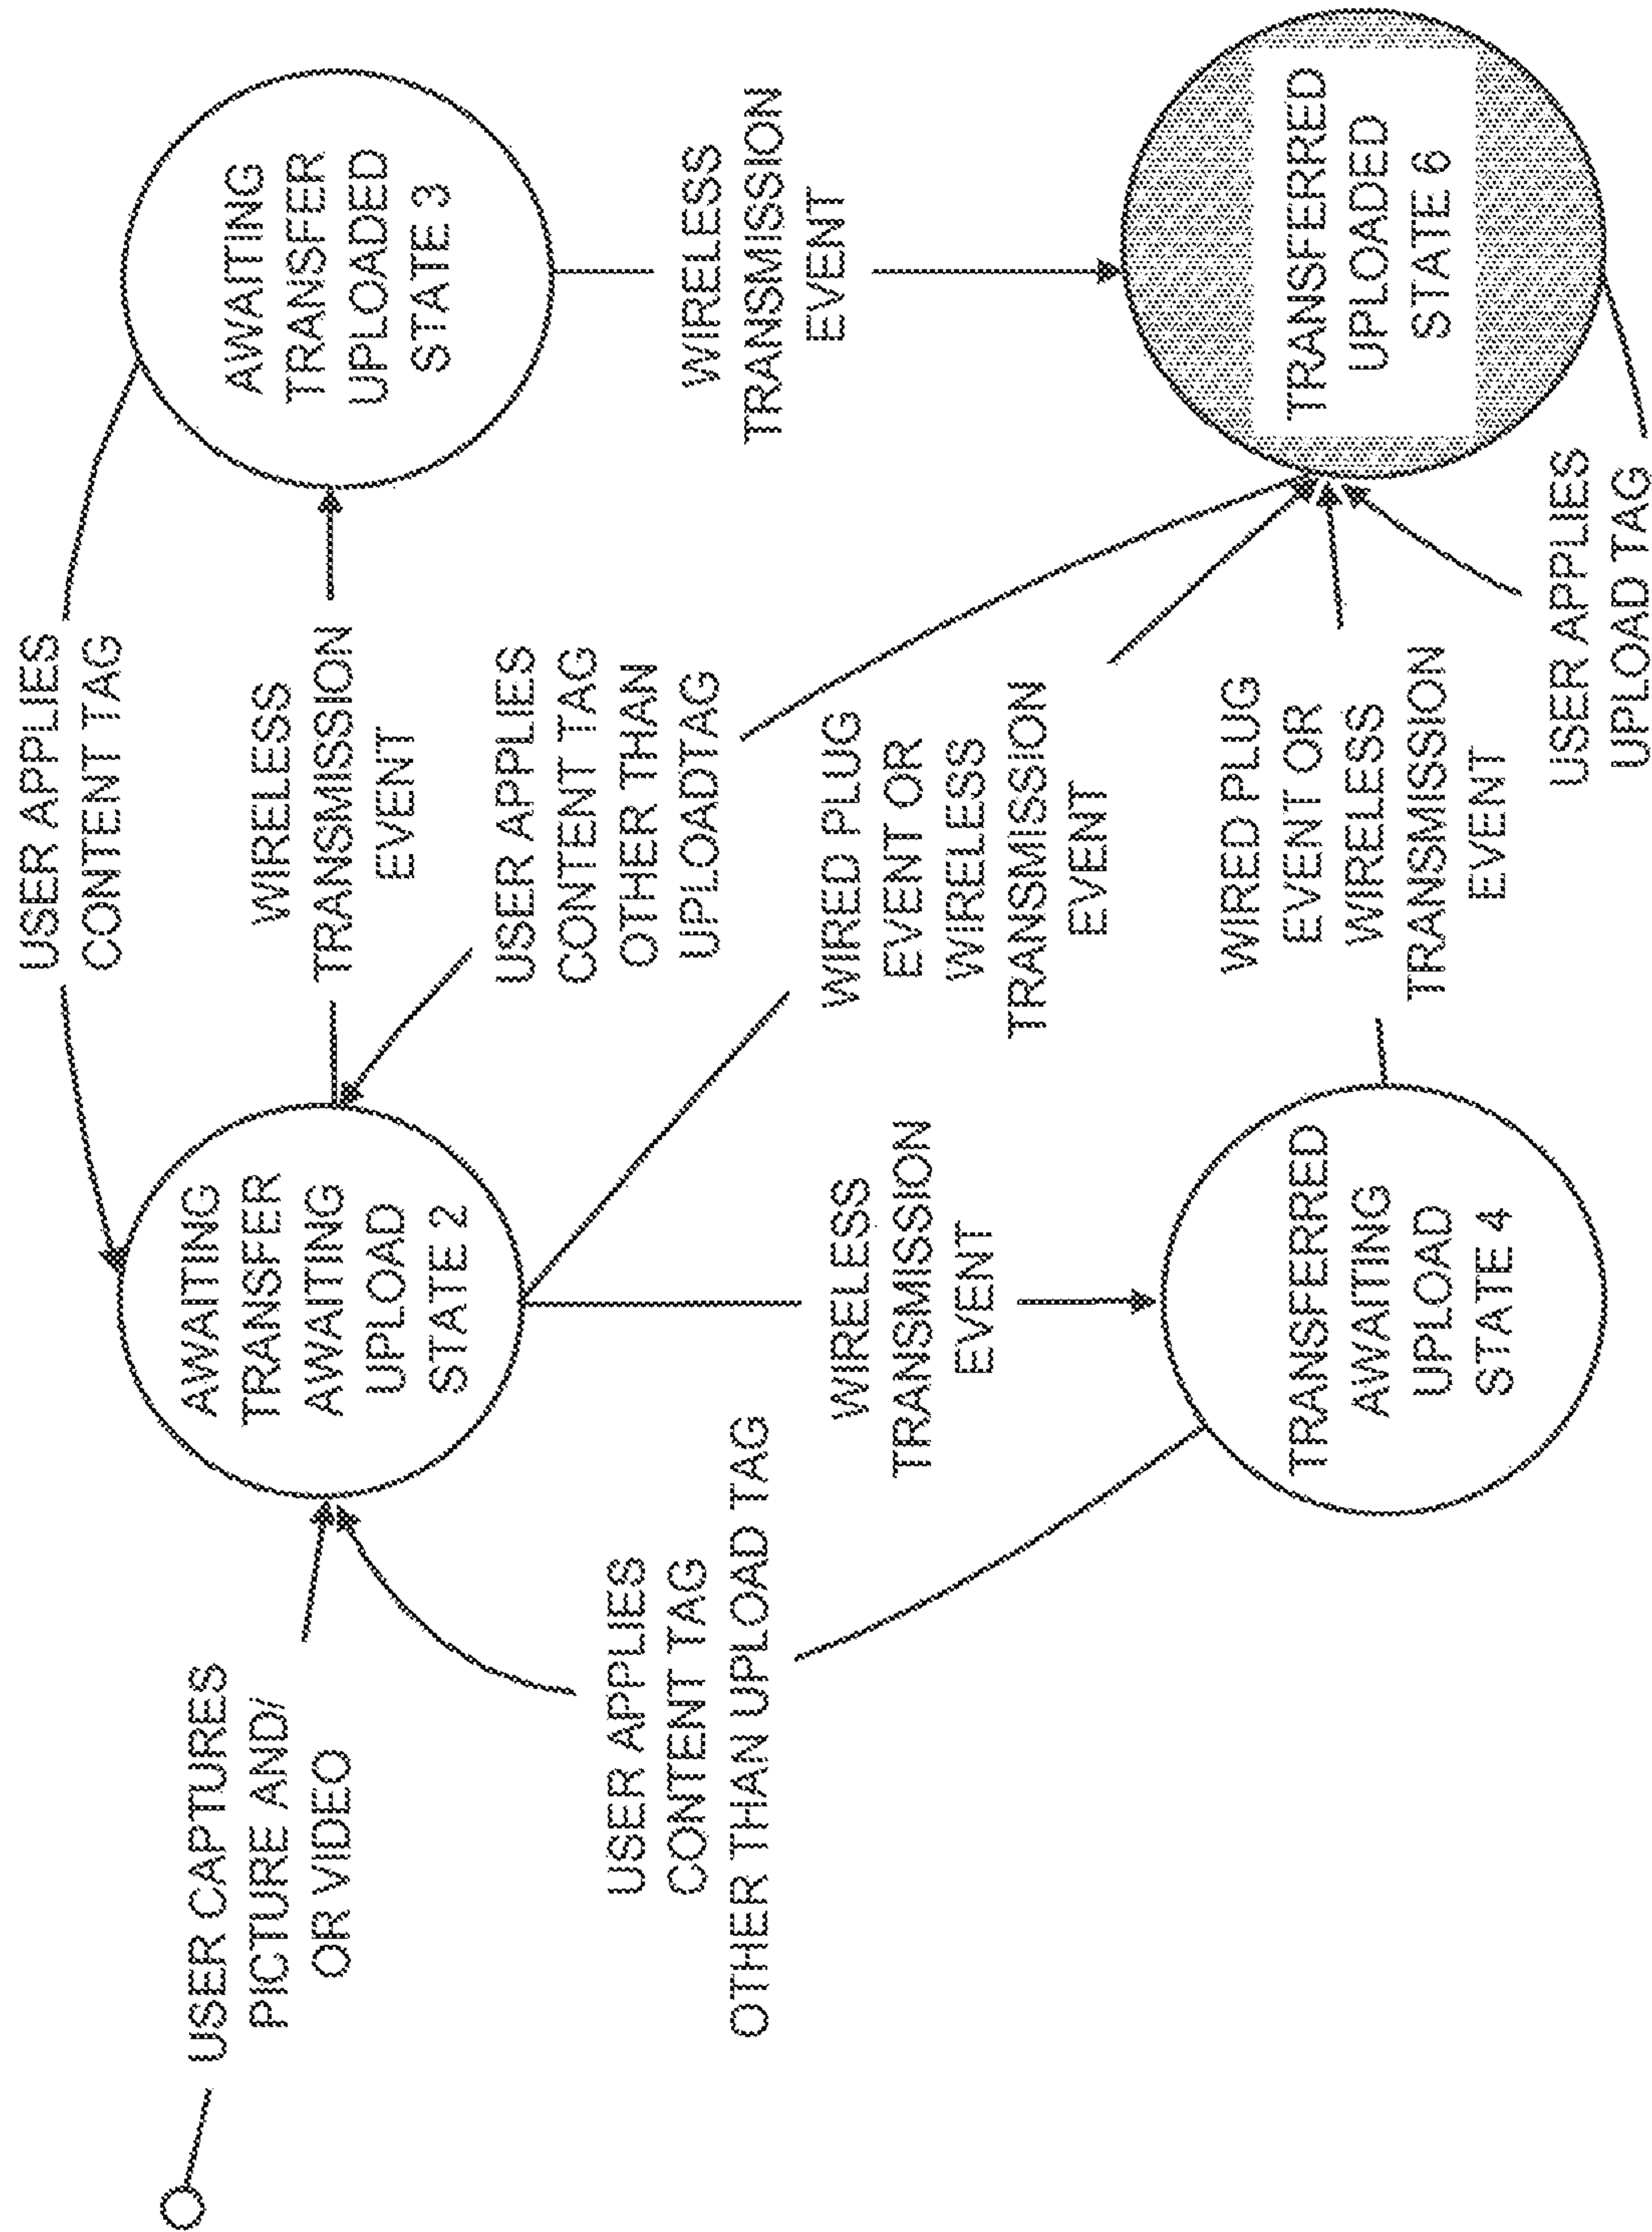 USER CAPTURES
PICTURE AND/
OR VIDEO
AWAITING
TRANSFER
AWAITING
UPLOAD
STATE 2
USER APPLIES
CONTENT TAG
WIRELESS
TRANSMISSION
EVENT
AWAITING
TRANSFER
UPLOADED
STATE 3
USER APPLIES
CONTENT TAG
OTHER THAN
UPLOADTAG
USER APPLIES
CONTENT TAG
OTHER THAN UPLOAD TAG
WIRELESS
TRANSMISSION
EVENT
WIRED PLUG
EVENT OR
WIRELESS
TRANSMISSION
EVENT
WIRELESS
TRANSMISSION
EVENT
TRANSFERRED
AWAITING
UPLOAD
STATE 4
WIRED PLUG
EVENT OR
WIRELESS
TRANSMISSION
EVENT
TRANSFERRED
UPLOADED
STATE 6
USER APPLIES
UPLOAD TAG